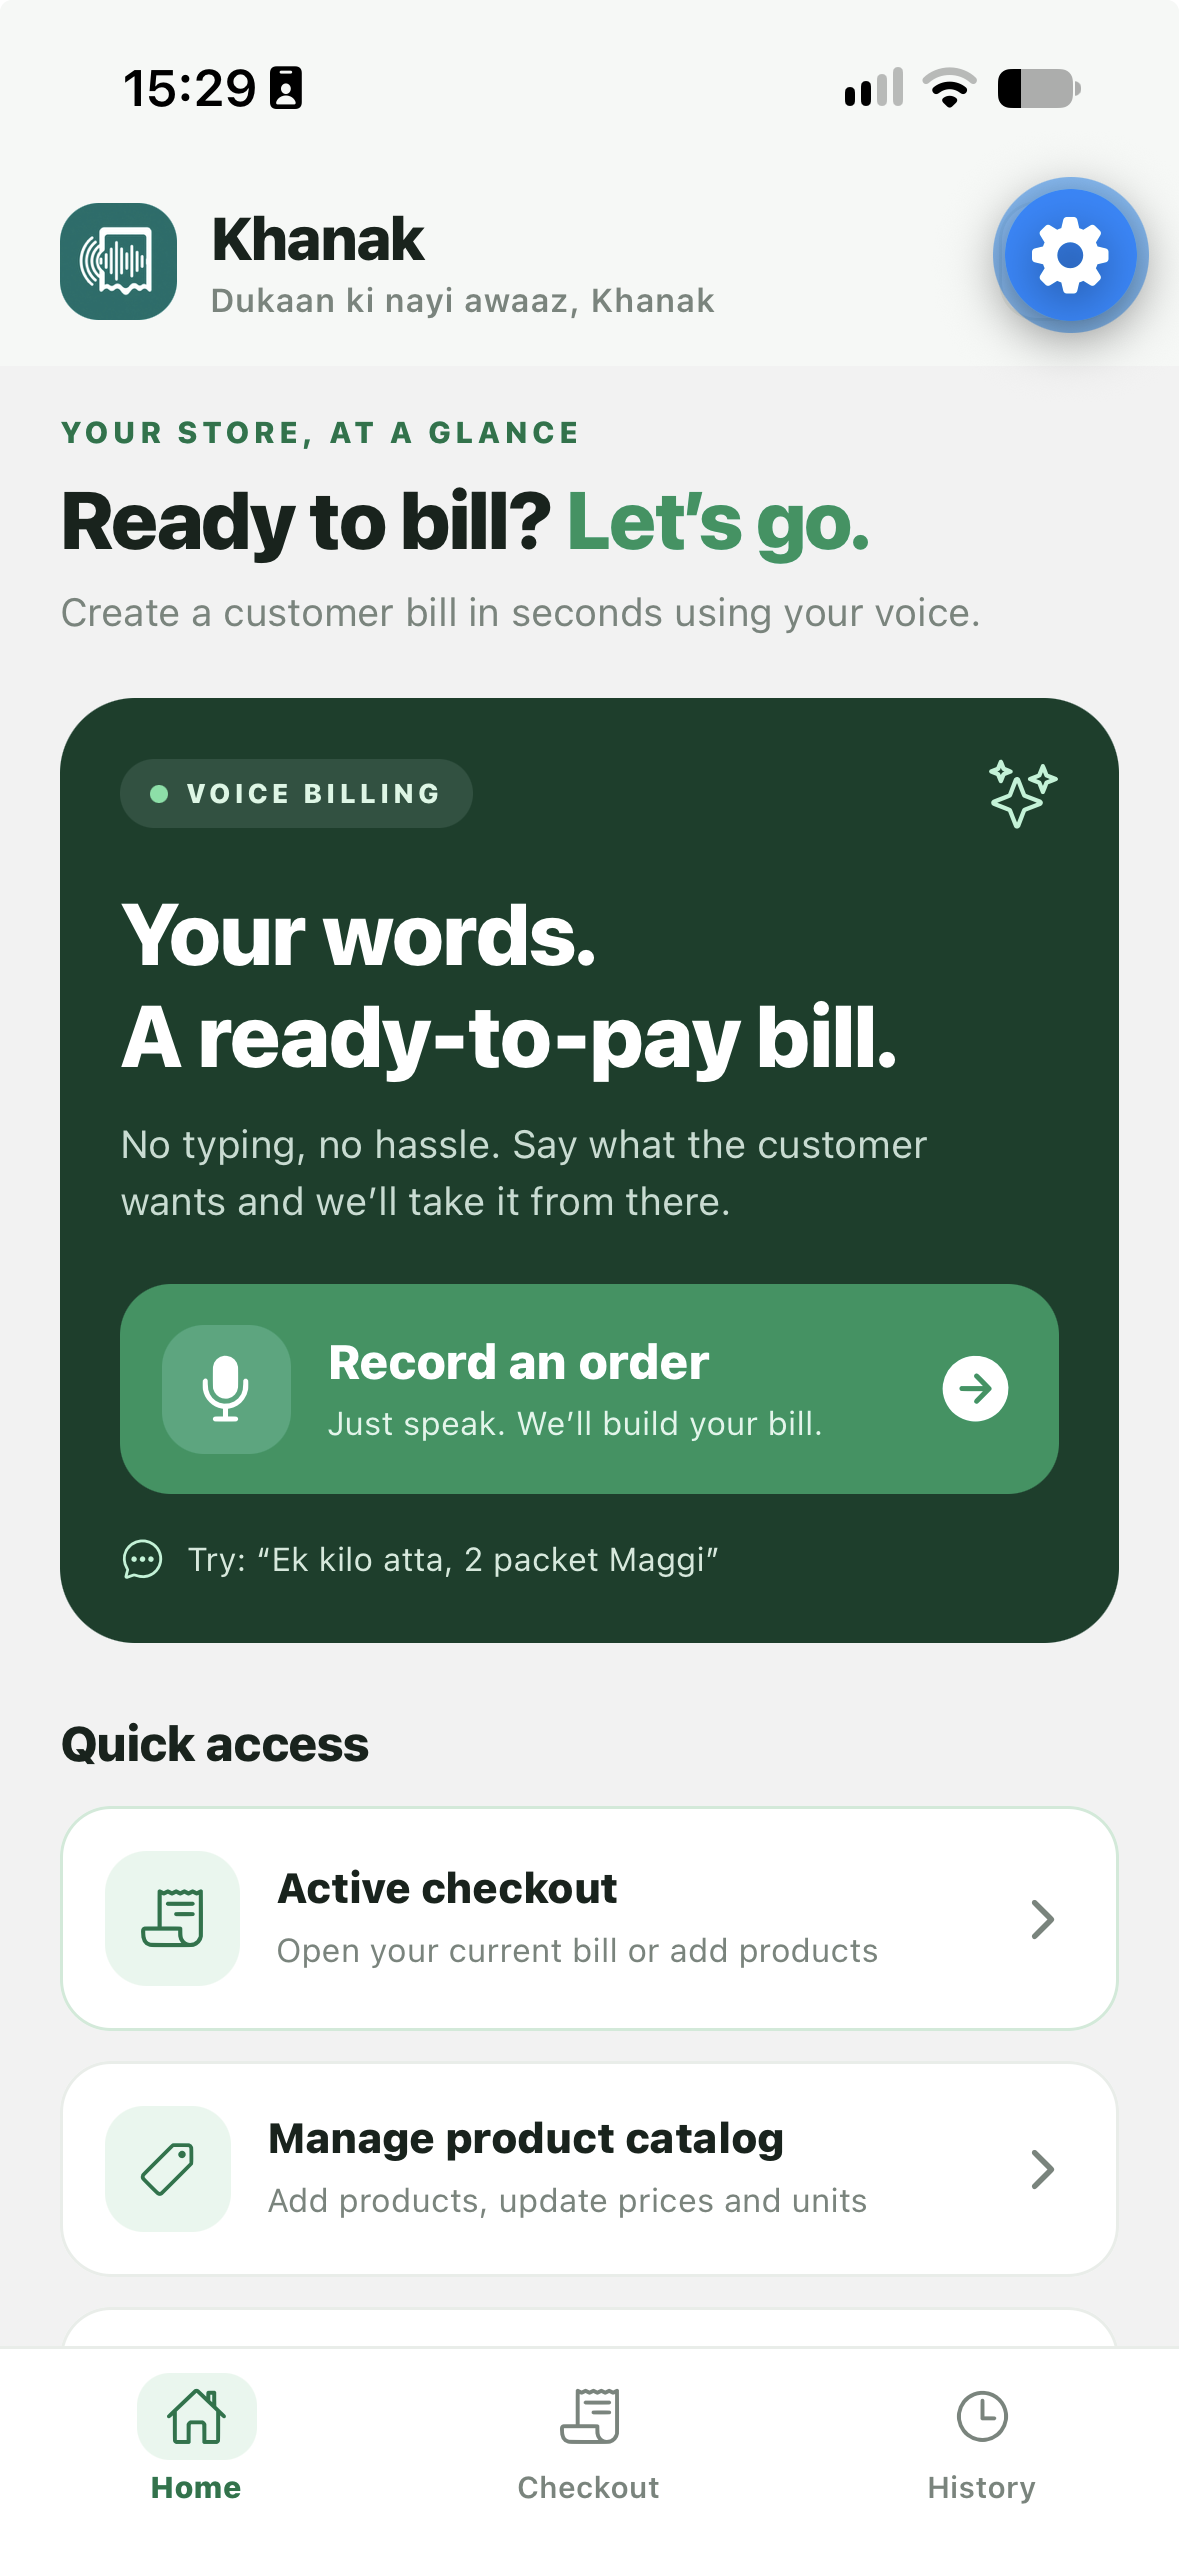 15:29
Khanak
Dukaan ki nayi awaaz, Khanak
YOUR STORE, AT A GLANCE
Ready to bill? Let’s go.
Create a customer bill in seconds using your voice.
VOICE BILLING
Your words.
A ready-to-pay bill.
No typing, no hassle. Say what the customer
wants and we’ll take it from there.
Record an order
Just speak. We’ll build your bill.
Try: “Ek kilo atta, 2 packet Maggi”
Quick access
Active checkout
Open your current bill or add products
Manage product catalog
Add products, update prices and units
Home
Checkout
History